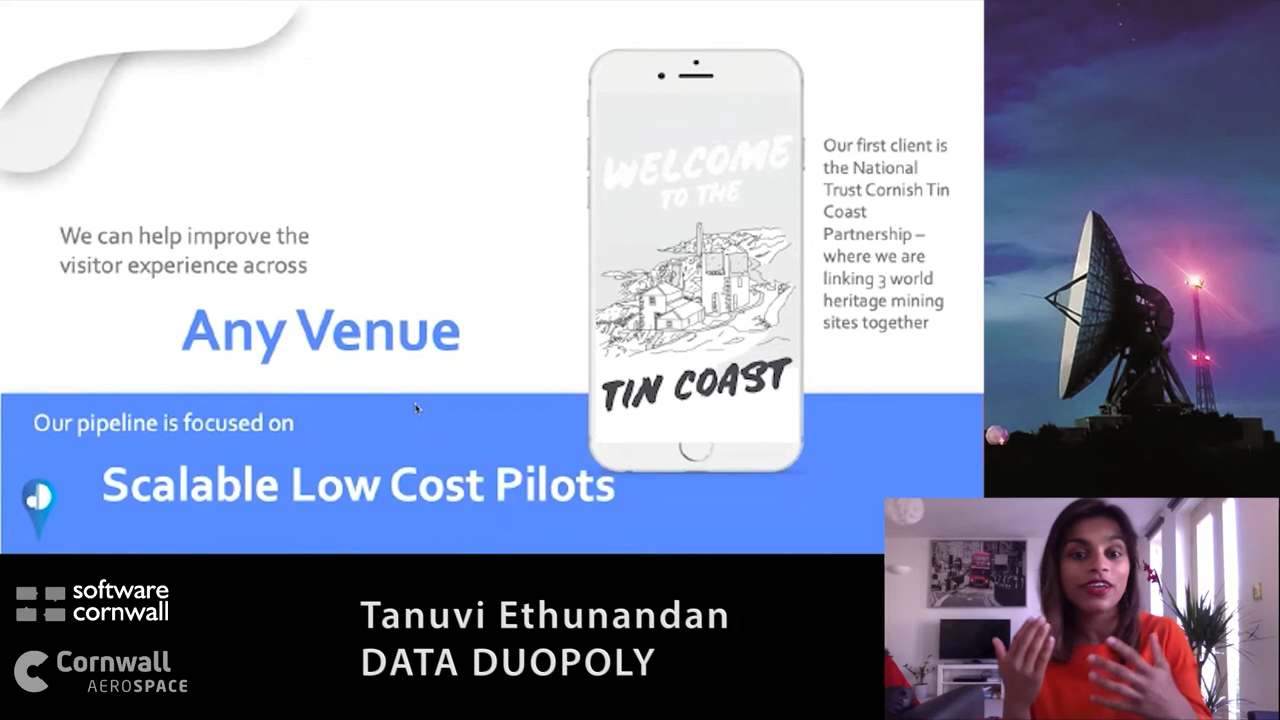 We can help improve the
visitor experience across
Any Venue
Our pipeline is focused on
Scalable Low Cost Pilots
WELCOME
TO THE
TIN COAST
Our first client is
the National
Trust Cornish Tin
Coast
Partnership –
where we are
linking 3 world
heritage mining
sites together
software
cornwall
Cornwall
AEROSPACE
Tanuvi Ethunandan
DATA DUOPOLY